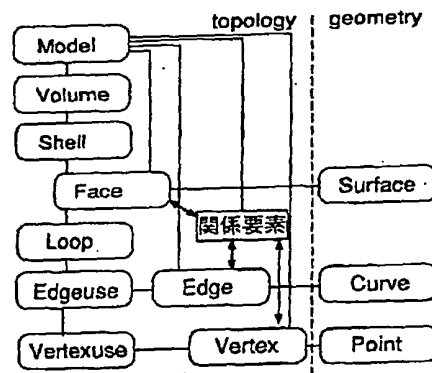 topology geometry
Model
Volume
Shell
Face Surface
関係要素
Loop
Edgeuse Edge Curve
Vertexuse Vertex Point